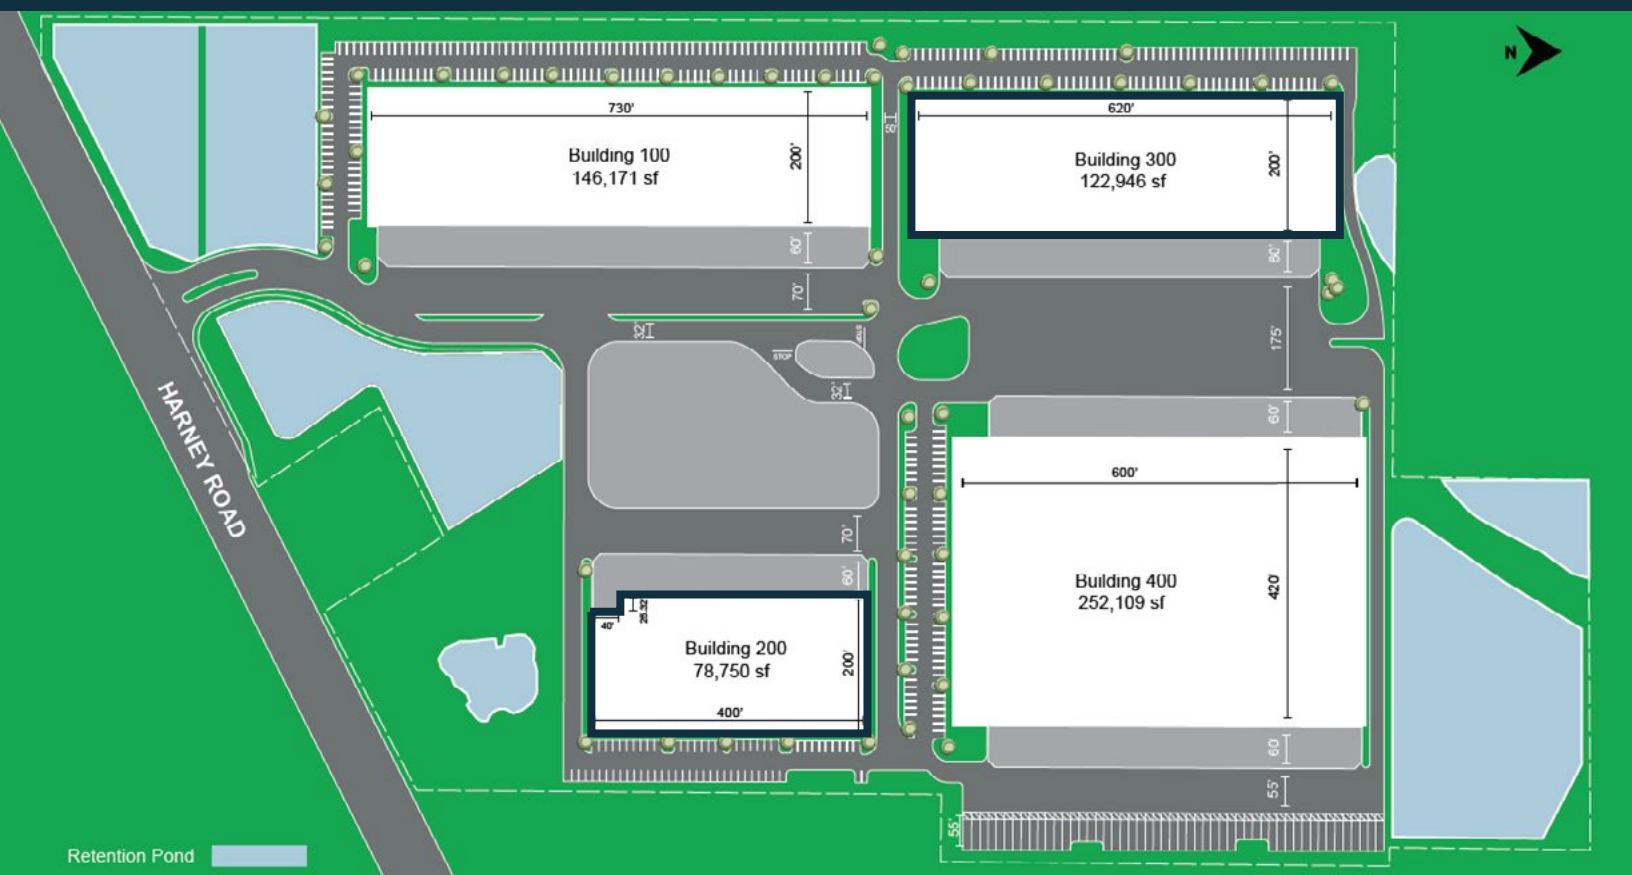 N
730'
Building 100
146,171 sf
200'
60'
70'
50'
620'
Building 300
122,946 sf
200'
60'
175'
32'
STOP
STOP
32'
HARNEY ROAD
60'
600'
Building 400
252,109 sf
420'
60'
55'
55'
70'
60'
40'
Building 200
78,750 sf
200'
400'
Retention Pond